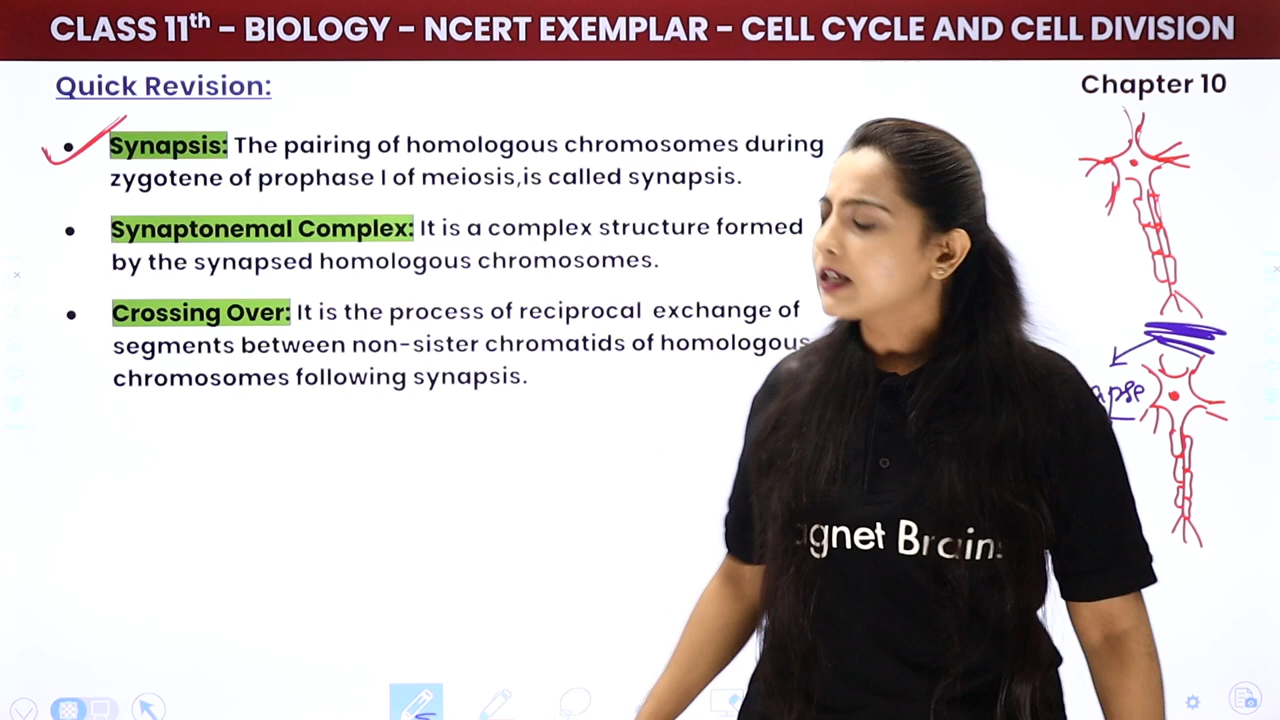 CLASS 11th - BIOLOGY - NCERT EXEMPLAR - CELL CYCLE AND CELL DIVISION
Quick Revision:
Chapter 10
• Synapsis: The pairing of homologous chromosomes during
zygotene of prophase I of meiosis,is called synapsis.
• Synaptonemal Complex: It is a complex structure formed
by the synapsed homologous chromosomes.
• Crossing Over: It is the process of reciprocal exchange of
segments between non-sister chromatids of homologous
chromosomes following synapsis.
apse
agnet Brains